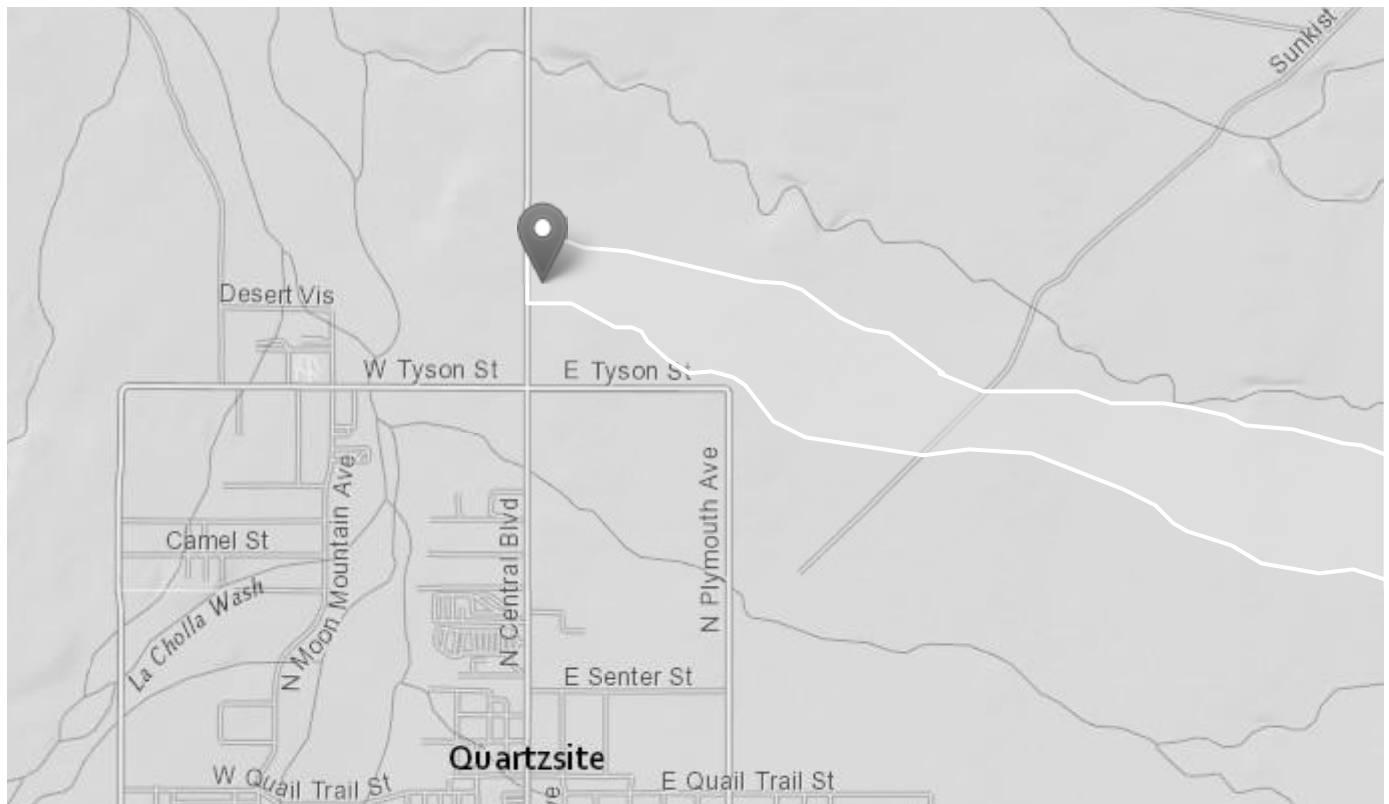 Sunkist
Desert Vis
W Tyson St
E Tyson St
N Moon Mountain Ave
N Central Blvd
N Plymouth Ave
Camel St
La Cholla Wash
E Senter St
Quartzsite
W Quail Trail St
E Quail Trail St
ve